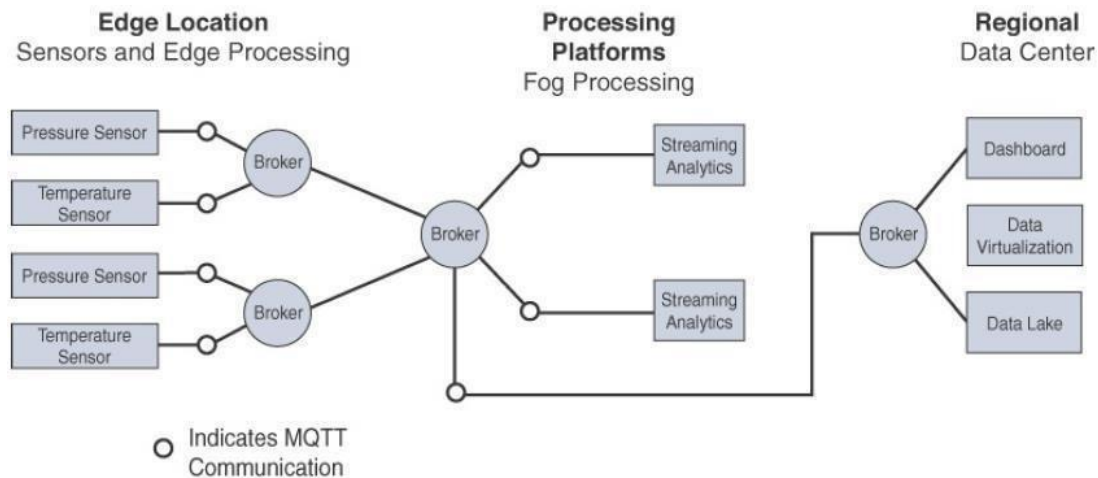 Edge Location
Sensors and Edge Processing
Processing
Platforms
Fog Processing
Regional
Data Center
Pressure Sensor
Temperature
Sensor
Pressure Sensor
Temperature
Sensor
Broker
Broker
Broker
Streaming
Analytics
Streaming
Analytics
Broker
Dashboard
Data
Virtualization
Data Lake
Indicates MQTT
Communication